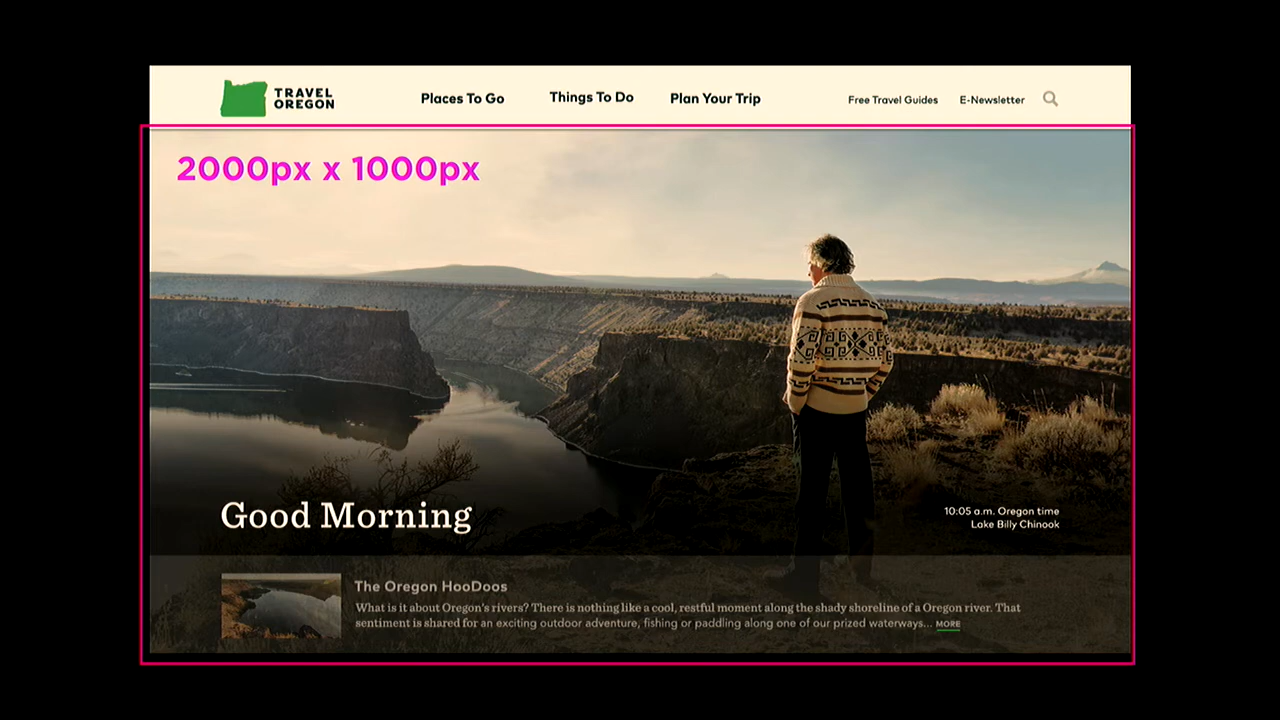 TRAVEL
OREGON
Places To Go
Things To Do
Plan Your Trip
Free Travel Guides
E-Newsletter
2000px x 1000px
Good Morning
10:05 a.m. Oregon time
Lake Billy Chinook
The Oregon HooDoos
What is it about Oregon's rivers? There is nothing like a cool, restful moment along the shady shoreline of a Oregon river. That
sentiment is shared for an exciting outdoor adventure, fishing or paddling along one of our prized waterways... MORE